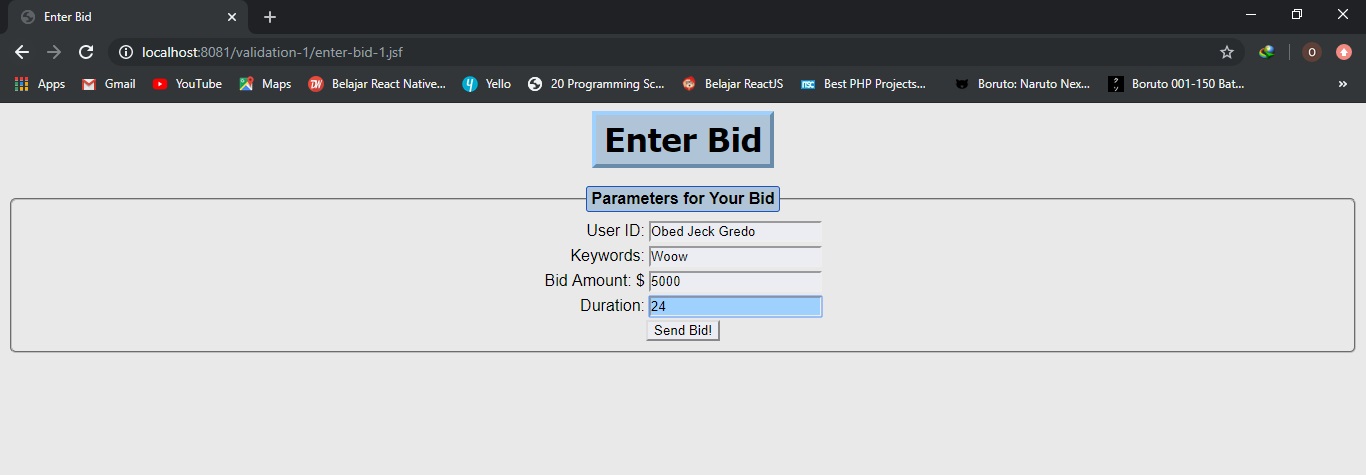 Enter Bid
localhost:8081/validation-1/enter-bid-1.jsf
O
Apps Gmail YouTube Maps Belajar React Native... Yello 20 Programming Sc... Belajar ReactJS Best PHP Projects... Boruto: Naruto Nex... Boruto 001-150 Bat... »
Enter Bid
Parameters for Your Bid
User ID: Obed Jeck Gredo
Keywords: Woow
Bid Amount: $ 5000
Duration: 24
Send Bid!